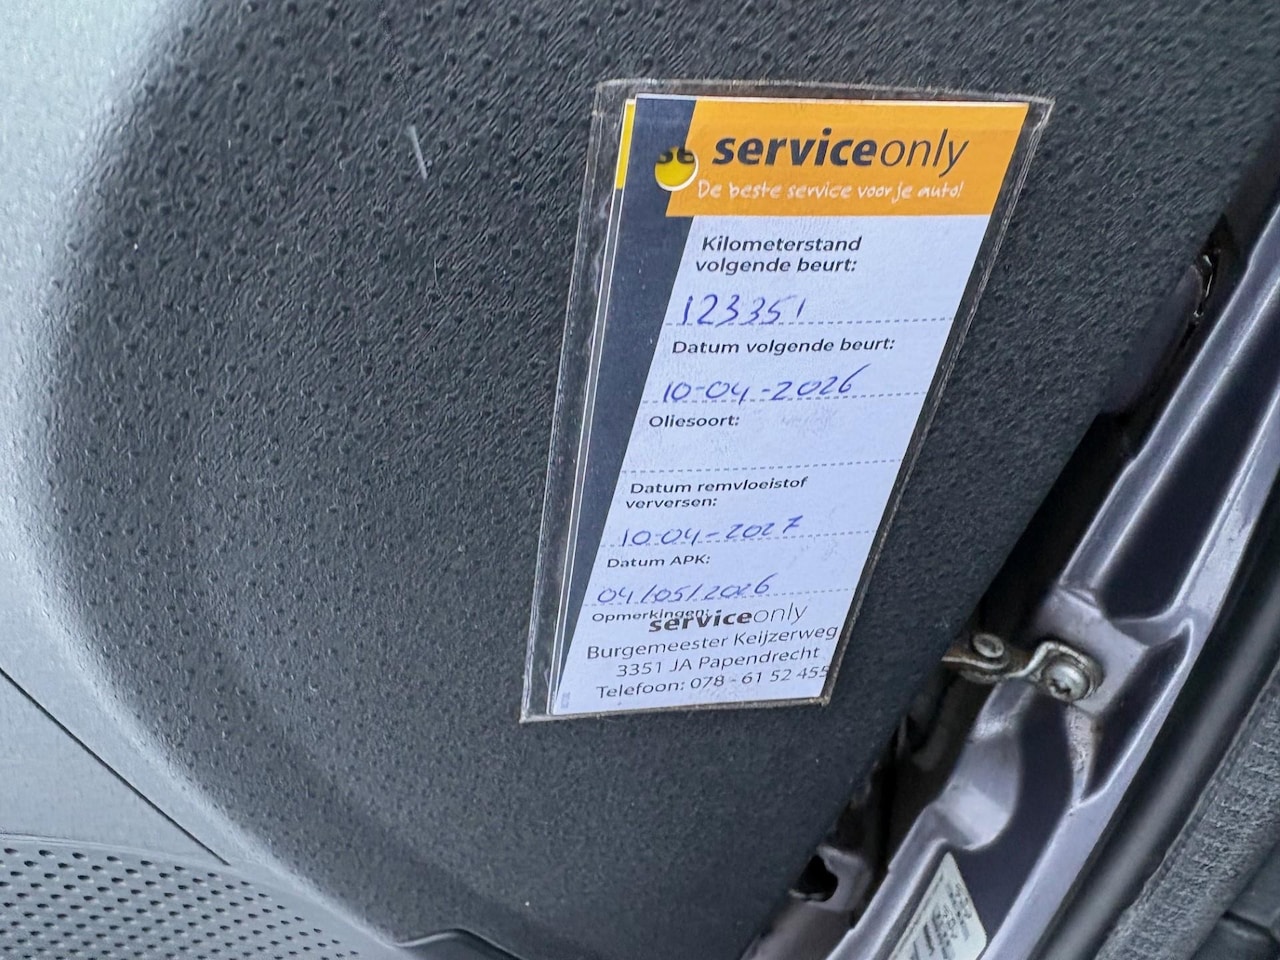 serviceonly
De beste service voor je auto!
Kilometerstand
volgende beurt:
123351
Datum volgende beurt:
10-04-2026
Oliesoort:
Datum remvloeistof
verversen:
10-04-2027
Datum APK:
04/05/2026
Opmerkingen:
serviceonly
Burgemeester Keijzerweg
3351 JA Papendrecht
Telefoon: 078 - 61 52 455